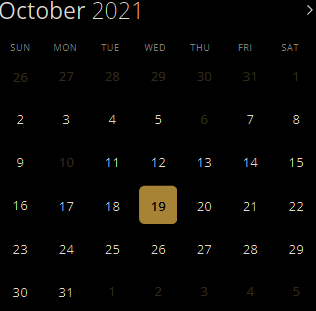 October 2021
SUN MON TUE WED THU FRI SAT
26 27 28 29 30 31 1
2 3 4 5 6 7 8
9 10 11 12 13 14 15
16 17 18 19 20 21 22
23 24 25 26 27 28 29
30 31 1 2 3 4 5